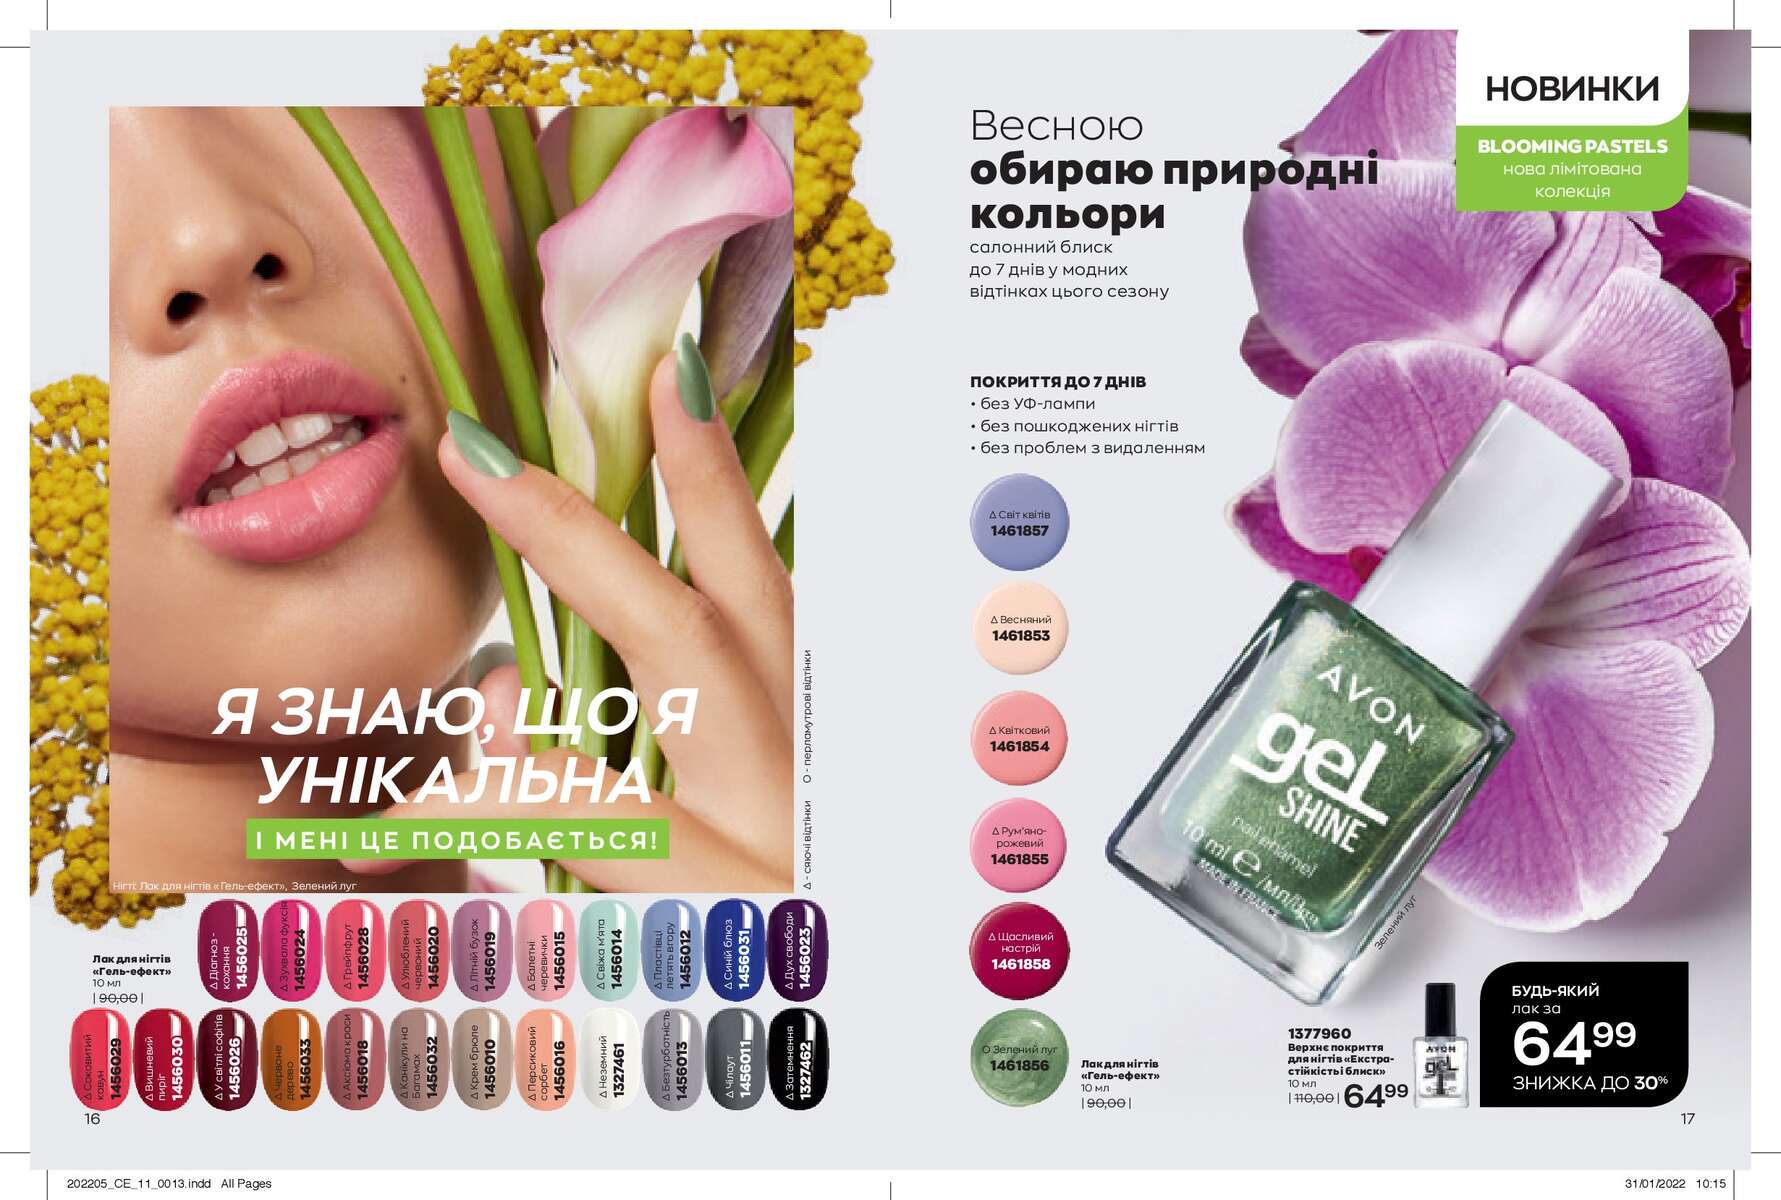 Я ЗНАЮ, ЩО Я
УНІКАЛЬНА
І МЕНІ ЦЕ ПОДОБАЄТЬСЯ!
Нігті: Лак для нігтів «Гель-ефект», Зелений луг
Δ - сяючі відтінки О - перламутрові відтінки
Лак для нігтів
«Гель-ефект»
10 мл
| 90,00 |
Δ Діагноз -
кохання
1456025
Δ Зухвала фуксія
1456024
Δ Грейпфрут
1456028
Δ Улюблений
червоний
1456020
Δ Літній бузок
1456019
Δ Балетні
черевички
1456015
Δ Свіжа м'ята
1456014
Δ Пластівці
летять вгору
1456012
Δ Синій блюз
1456031
Δ Дух свободи
1456023
Δ Соковитий
кавун
1456029
Δ Вишневий
пиріг
1456030
Δ У світлі софітів
1456026
Δ Червоне
дерево
1456033
Δ Аксіома краси
1456018
Δ Канікули на
Багамах
1456032
Δ Крем брюле
1456010
Δ Персиковий
сорбет
1456016
Δ Неземний
1327461
Δ Безтурботність
1456013
Δ Чілаут
1456011
Δ Затемнення
1327462
16
НОВИНКИ
BLOOMING PASTELS
нова лімітована
колекція
Весною
обираю природні
кольори
салонний блиск
до 7 днів у модних
відтінках цього сезону
ПОКРИТТЯ ДО 7 ДНІВ
• без УФ-лампи
• без пошкоджених нігтів
• без проблем з видаленням
Δ Світ квітів
1461857
Δ Весняний
1461853
Δ Квітковий
1461854
Δ Рум'яно-
рожевий
1461855
Δ Щасливий
настрій
1461858
О Зелений луг
1461856
Лак для нігтів
«Гель-ефект»
10 мл
| 90,00 |
AVON
gel
SHINE
nail enamel
10 ml e
MADE IN FRANCE
Зелений луг
1377960
Верхнє покриття
для нігтів «Екстра-
стійкість і блиск»
10 мл
| 110,00 | 64⁹⁹
AVON
gel
БУДЬ-ЯКИЙ
лак за
64⁹⁹
ЗНИЖКА ДО 30%
17
202205_CE_11_0013.indd All Pages
31/01/2022 10:15